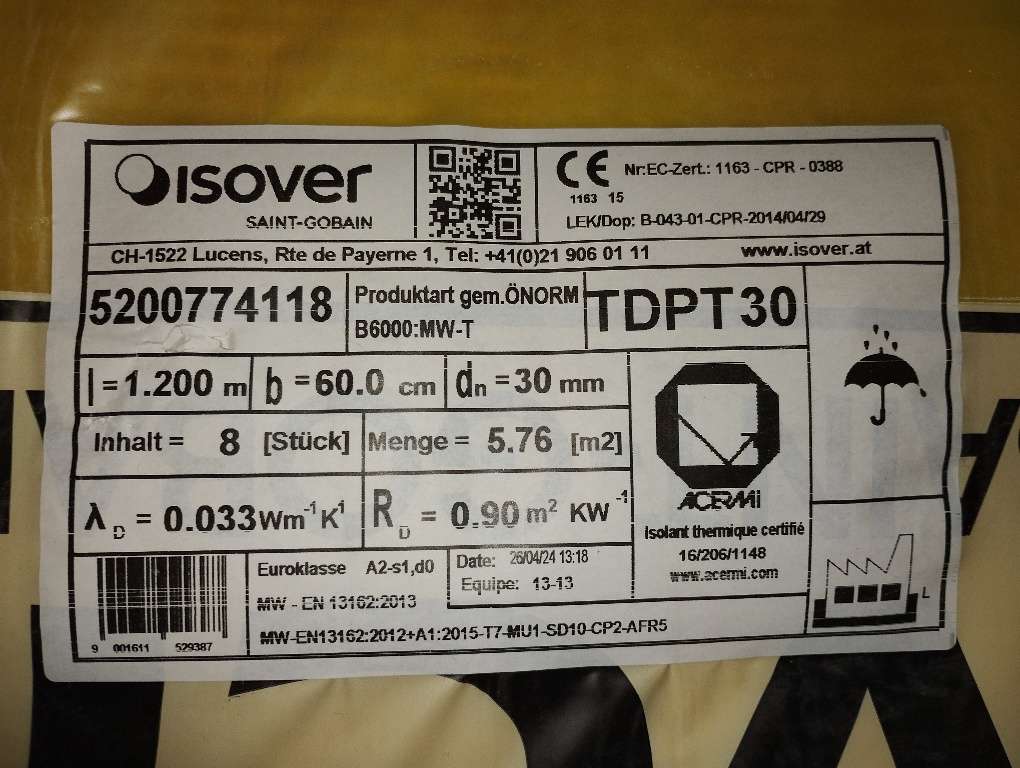 isover
SAINT-GOBAIN
CE
1163 15
Nr:EC-Zert.: 1163 - CPR - 0388
LEK/Dop: B-043-01-CPR-2014/04/29
CH-1522 Lucens, Rte de Payerne 1, Tel: +41(0)21 906 01 11
www.isover.at
5200774118
Produktart gem.ÖNORM
B6000:MW-T
TDPT 30
l = 1.200 m
b = 60.0 cm
dn = 30 mm
Inhalt = 8 [Stück]
Menge = 5.76 [m2]
λD = 0.033 Wm⁻¹K¹
RD = 0.90 m² KW⁻¹
ACERMI
Isolant thermique certifié
16/206/1148
www.acermi.com
Euroklasse A2-s1,d0
MW - EN 13162:2013
Date: 26/04/24 13:18
Equipe: 13-13
MW-EN13162:2012+A1:2015-T7-MU1-SD10-CP2-AFR5
9 001611 529387
L